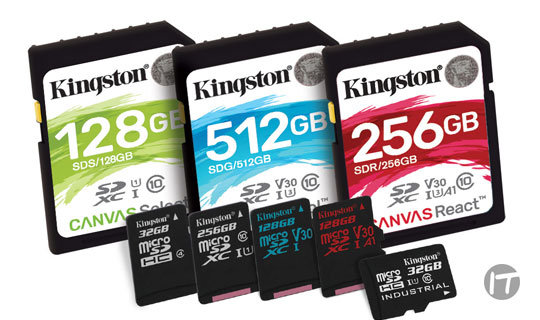 Kingston
128GB
SDS/128GB
SD XC I U1 10
CANVAS Select
Kingston
512GB
SDG/512GB
SD XC V30 I U3 10
Kingston
256GB
SDR/256GB
SD XC V30 I U3 A1 10
CANVAS React™
Kingston
32GB
micro SD HC 4
Kingston
256GB
micro SD XC I U1 10
Kingston
128GB
micro SD XC V30 I
Kingston
128GB
micro SD XC V30 I A1
Kingston
32GB
micro SD HC I U1 10
INDUSTRIAL
IT